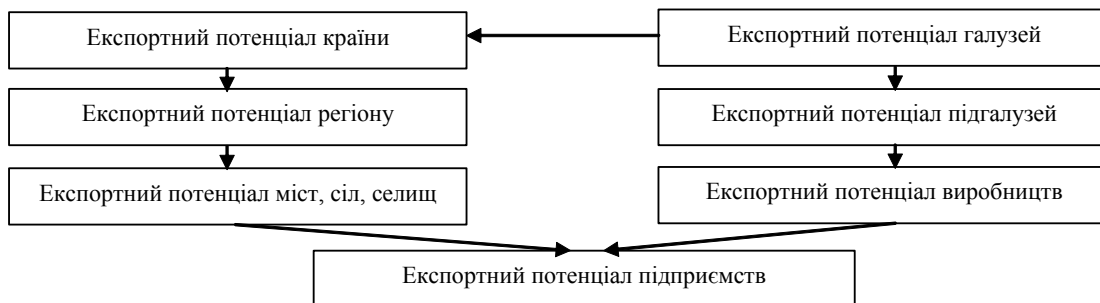 Експортний потенціал країни
Експортний потенціал галузей
Експортний потенціал регіону
Експортний потенціал підгалузей
Експортний потенціал міст, сіл, селищ
Експортний потенціал виробництв
Експортний потенціал підприємств